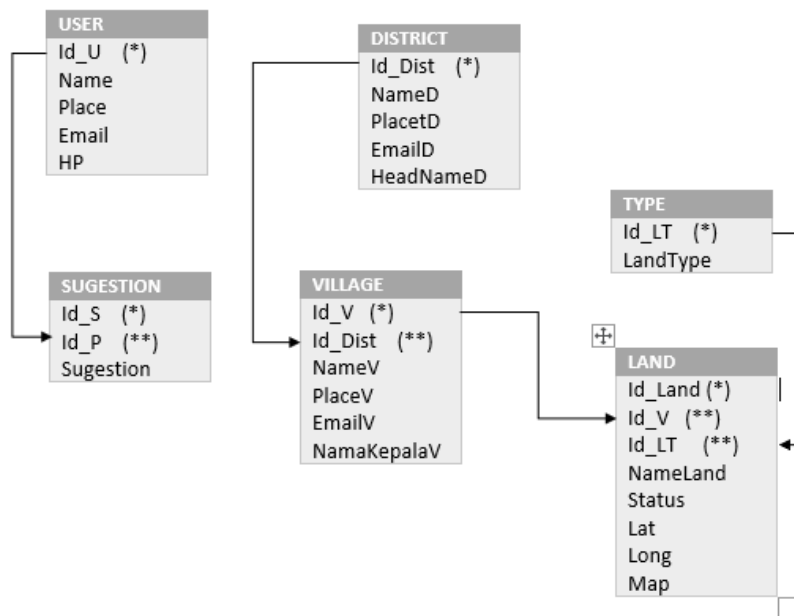 USER
Id_U (*)
Name
Place
Email
HP
DISTRICT
Id_Dist (*)
NameD
PlacetD
EmailD
HeadNameD
TYPE
Id_LT (*)
LandType
SUGESTION
Id_S (*)
Id_P (**)
Sugestion
VILLAGE
Id_V (*)
Id_Dist (**)
NameV
PlaceV
EmailV
NamaKepalaV
LAND
Id_Land (*)
Id_V (**)
Id_LT (**)
NameLand
Status
Lat
Long
Map